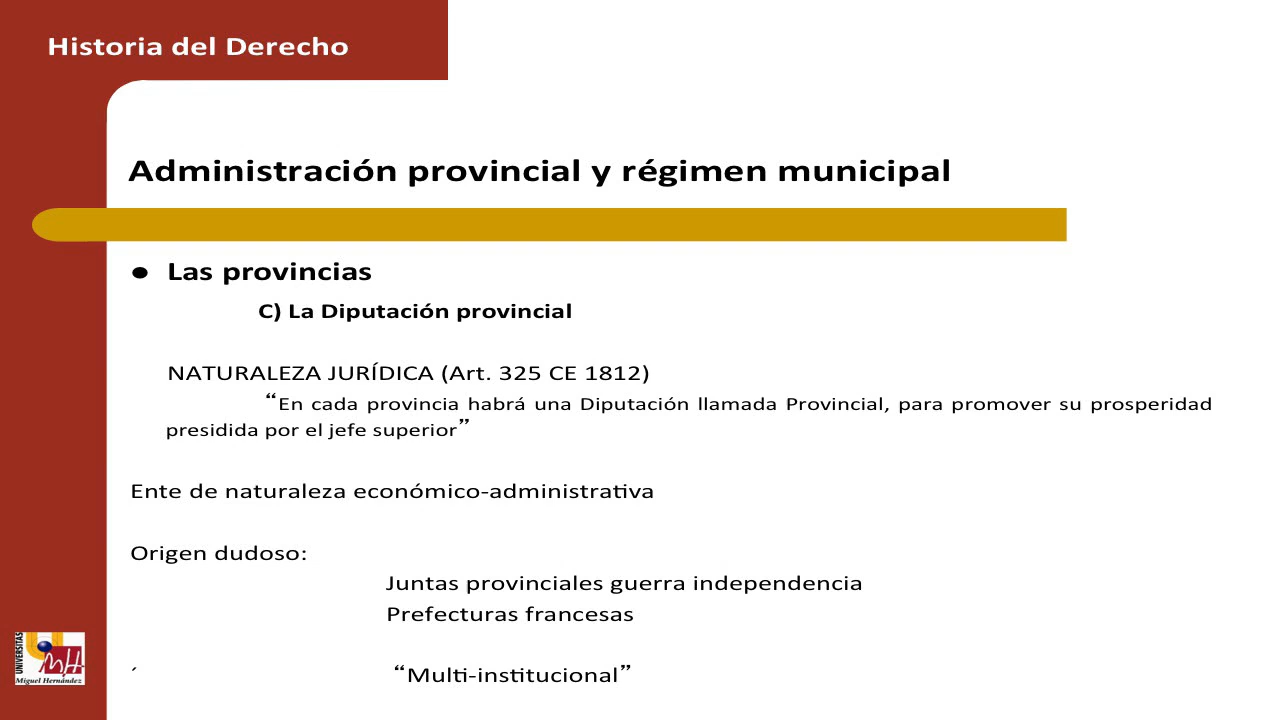 Historia del Derecho
Administración provincial y régimen municipal
● Las provincias
C) La Diputación provincial
NATURALEZA JURÍDICA (Art. 325 CE 1812)
“En cada provincia habrá una Diputación llamada Provincial, para promover su prosperidad
presidida por el jefe superior”
Ente de naturaleza económico-administrativa
Origen dudoso:
Juntas provinciales guerra independencia
Prefecturas francesas
´ “Multi-institucional”
UNIVERSITAS
MH
Miguel Hernández